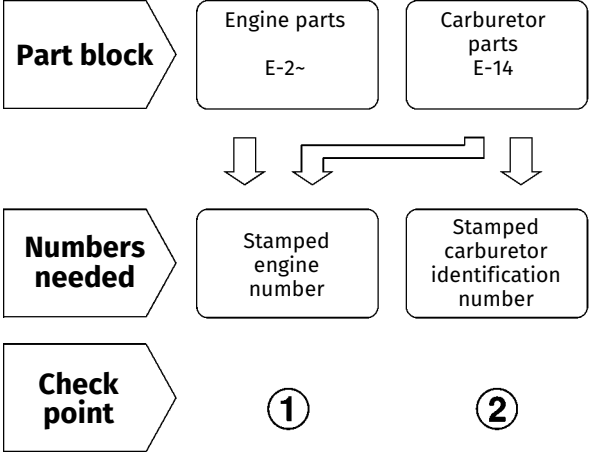 Part block
Engine parts
E-2~
Carburetor
parts
E-14
Numbers
needed
Stamped
engine
number
Stamped
carburetor
identification
number
Check
point
①
②